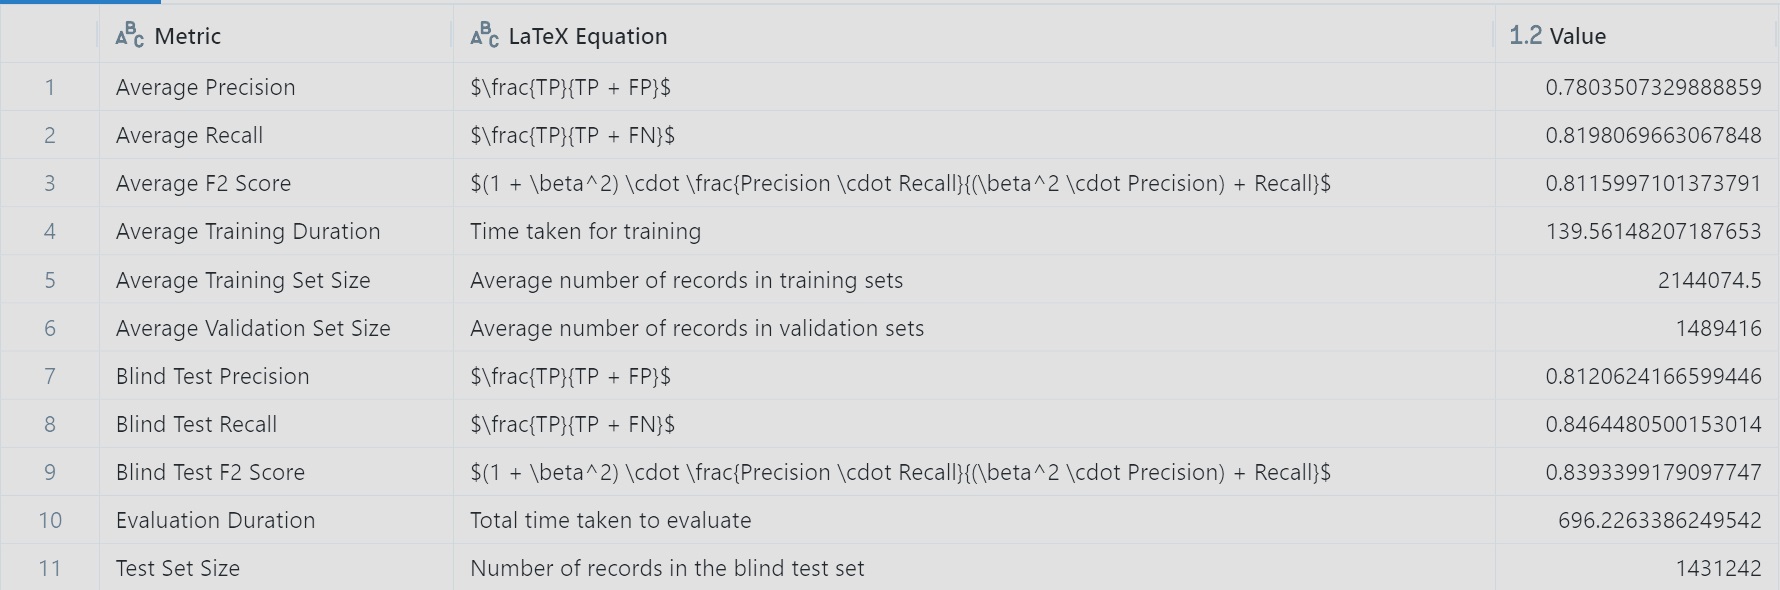 ABC Metric ABC LaTeX Equation 1.2 Value
1 Average Precision $\frac{TP}{TP + FP}$ 0.7803507329888859
2 Average Recall $\frac{TP}{TP + FN}$ 0.8198069663067848
3 Average F2 Score $(1 + \beta^2) \cdot \frac{Precision \cdot Recall}{(\beta^2 \cdot Precision) + Recall}$ 0.8115997101373791
4 Average Training Duration Time taken for training 139.56148207187653
5 Average Training Set Size Average number of records in training sets 2144074.5
6 Average Validation Set Size Average number of records in validation sets 1489416
7 Blind Test Precision $\frac{TP}{TP + FP}$ 0.8120624166599446
8 Blind Test Recall $\frac{TP}{TP + FN}$ 0.8464480500153014
9 Blind Test F2 Score $(1 + \beta^2) \cdot \frac{Precision \cdot Recall}{(\beta^2 \cdot Precision) + Recall}$ 0.8393399179097747
10 Evaluation Duration Total time taken to evaluate 696.2263386249542
11 Test Set Size Number of records in the blind test set 1431242